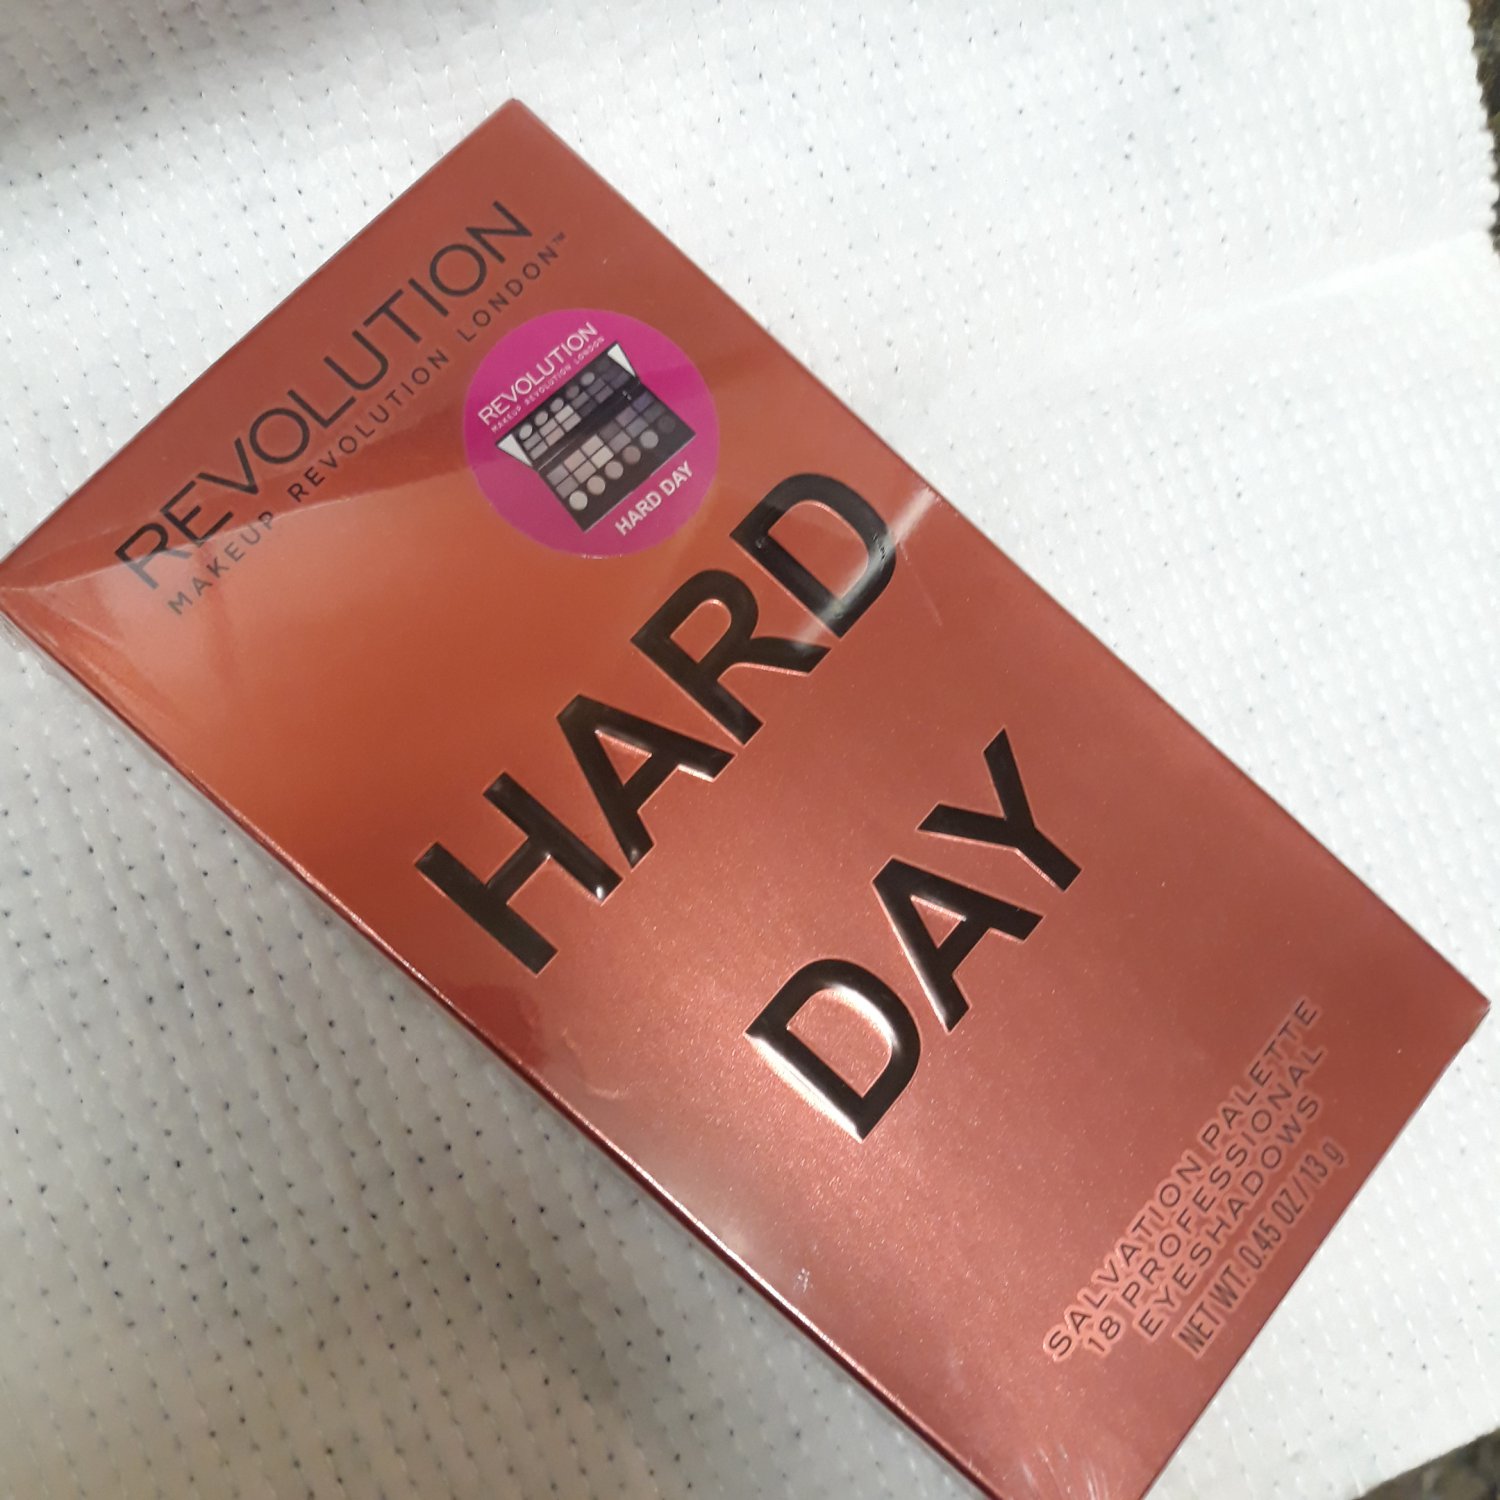 REVOLUTION
MAKEUP REVOLUTION LONDON™
REVOLUTION
MAKEUP REVOLUTION LONDON
HARD DAY
HARD
DAY
SALVATION PALETTE
18 PROFESSIONAL
EYESHADOWS
NET WT. 0.45 OZ / 13 g